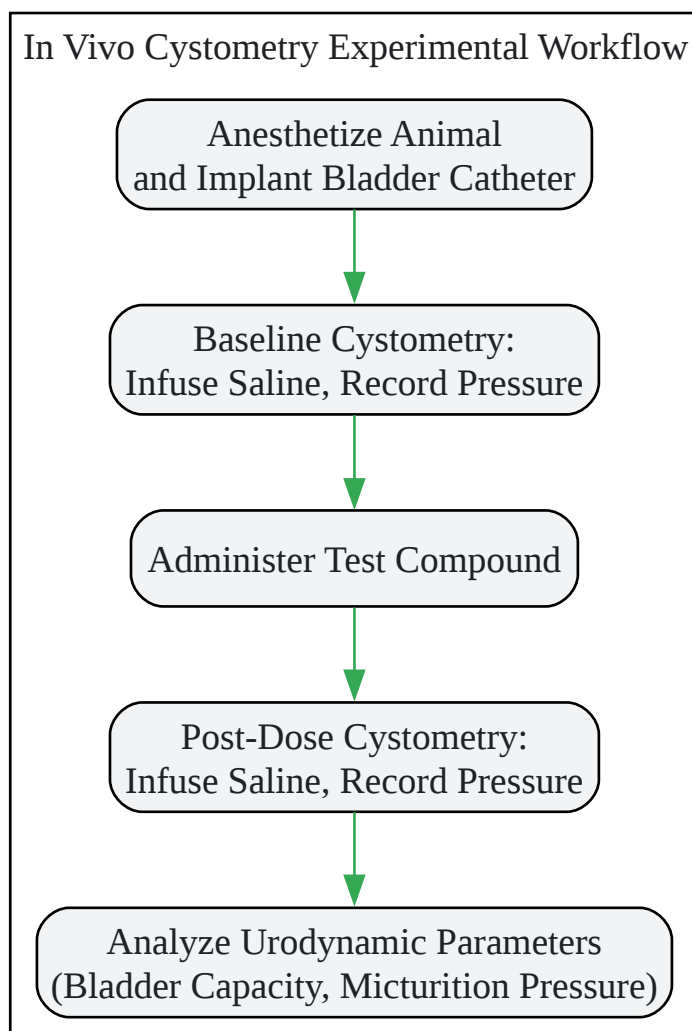 In Vivo Cystometry Experimental Workflow
Anesthetize Animal
and Implant Bladder Catheter
Baseline Cystometry:
Infuse Saline, Record Pressure
Administer Test Compound
Post-Dose Cystometry:
Infuse Saline, Record Pressure
Analyze Urodynamic Parameters
(Bladder Capacity, Micturition Pressure)